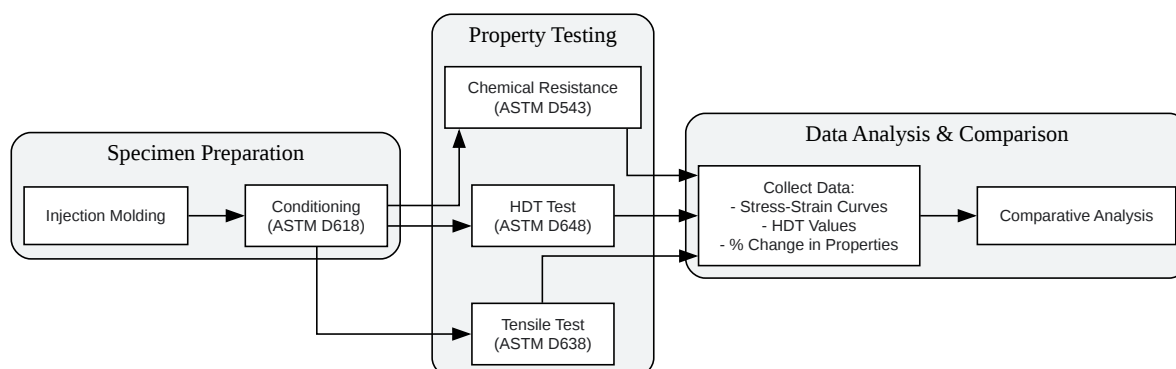 Specimen Preparation
Injection Molding
Conditioning
(ASTM D618)
Property Testing
Chemical Resistance
(ASTM D543)
HDT Test
(ASTM D648)
Tensile Test
(ASTM D638)
Data Analysis & Comparison
Collect Data:
- Stress-Strain Curves
- HDT Values
- % Change in Properties
Comparative Analysis